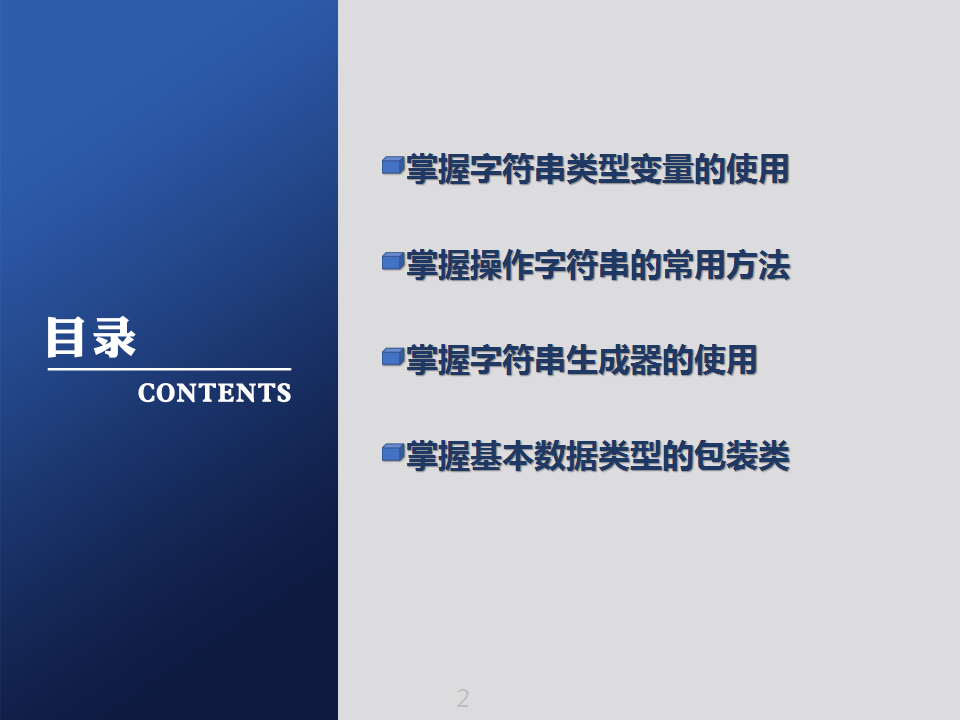 目录
CONTENTS
掌握字符串类型变量的使用
掌握操作字符串的常用方法
掌握字符串生成器的使用
掌握基本数据类型的包装类
2